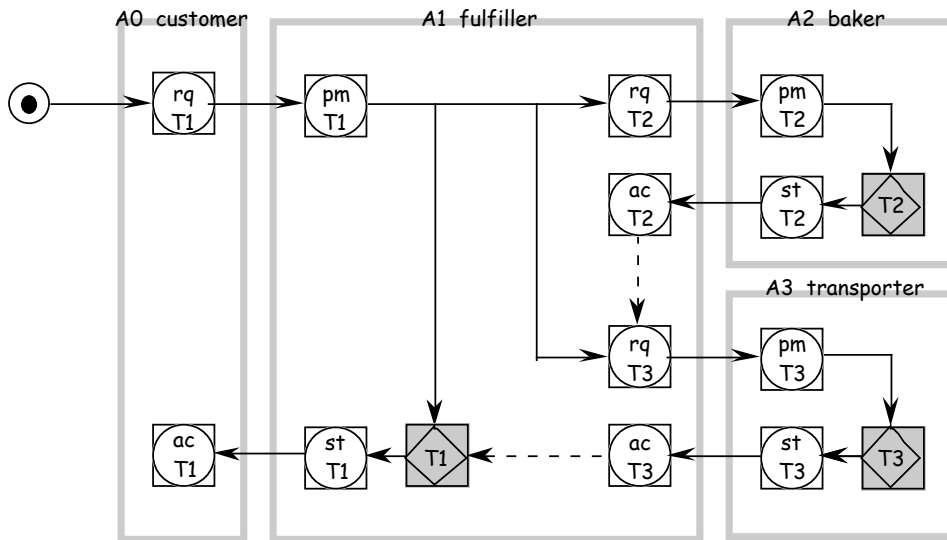 A0 customer
A1 fulfiller
A2 baker
rq
T1
pm
T1
rq
T2
pm
T2
ac
T2
st
T2
T2
A3 transporter
rq
T3
pm
T3
ac
T1
st
T1
T1
ac
T3
st
T3
T3